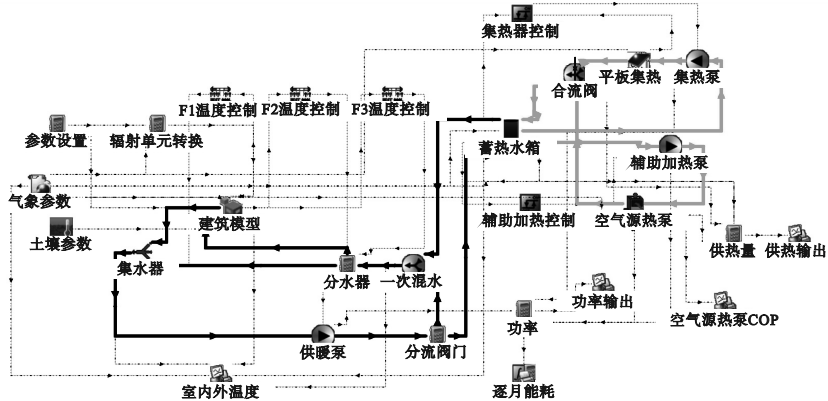 集热器控制
合流阀
平板集热
集热泵
F1温度控制
F2温度控制
F3温度控制
参数设置
辐射单元转换
蓄热水箱
辅助加热泵
气象参数
建筑模型
辅助加热控制
空气源热泵
土壤参数
集水器
分水器
一次混水
供热量
供热输出
功率输出
空气源热泵COP
供暖泵
分流阀门
功率
室内外温度
逐月能耗